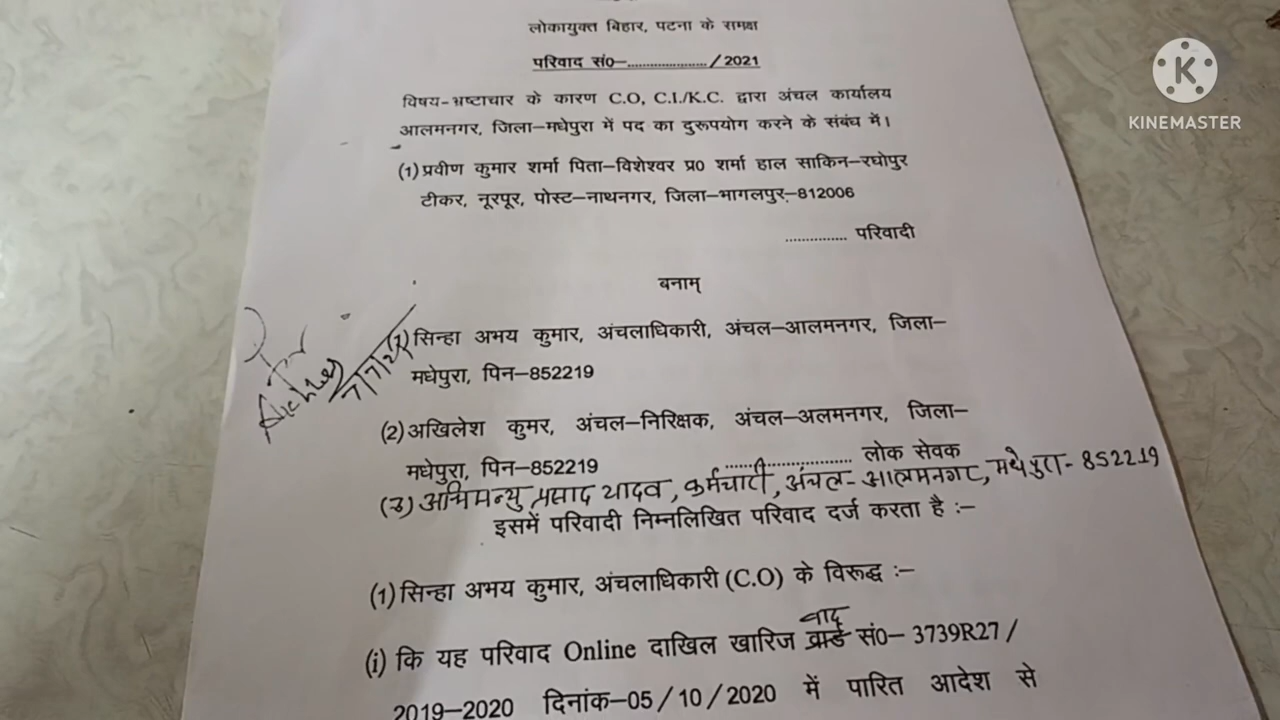 लोकायुक्त बिहार, पटना के समक्ष
परिवाद सं0–...................../2021
विषय-भ्रष्टाचार के कारण C.O, C.I./K.C. द्वारा अंचल कार्यालय
आलमनगर, जिला–मधेपुरा में पद का दुरूपयोग करने के संबंध में।
(1) प्रवीण कुमार शर्मा पिता–विशेश्वर प्र0 शर्मा हाल साकिन–रघोपुर
टीकर, नूरपूर, पोस्ट–नाथनगर, जिला–भागलपुर–812006
............... परिवादी
बनाम्
(1) सिन्हा अभय कुमार, अंचलाधिकारी, अंचल–आलमनगर, जिला–
मधेपुरा, पिन–852219
7/7/21
(2) अखिलेश कुमर, अंचल–निरिक्षक, अंचल–अलमनगर, जिला–
मधेपुरा, पिन–852219 ........................ लोक सेवक
(3) अभिमन्यु प्रसाद यादव, कर्मचारी, अंचल- आलमनगर, मधेपुरा- 852219
इसमें परिवादी निम्नलिखित परिवाद दर्ज करता है :–
(1) सिन्हा अभय कुमार, अंचलाधिकारी (C.O) के विरूद्ध :–
वाद
(i) कि यह परिवाद Online दाखिल खारिज वार्ड सं0– 3739R27 /
2019–2020 दिनांक–05/10/2020 में पारित आदेश से
KINEMASTER